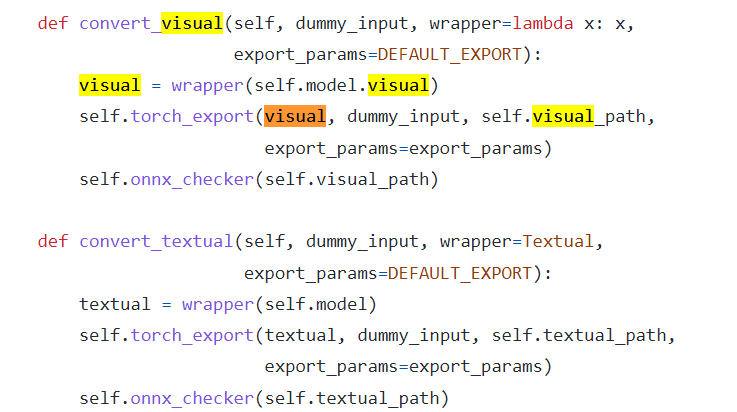 def convert_visual(self, dummy_input, wrapper=lambda x: x,
                   export_params=DEFAULT_EXPORT):
    visual = wrapper(self.model.visual)
    self.torch_export(visual, dummy_input, self.visual_path,
                      export_params=export_params)
    self.onnx_checker(self.visual_path)

def convert_textual(self, dummy_input, wrapper=Textual,
                    export_params=DEFAULT_EXPORT):
    textual = wrapper(self.model)
    self.torch_export(textual, dummy_input, self.textual_path,
                      export_params=export_params)
    self.onnx_checker(self.textual_path)